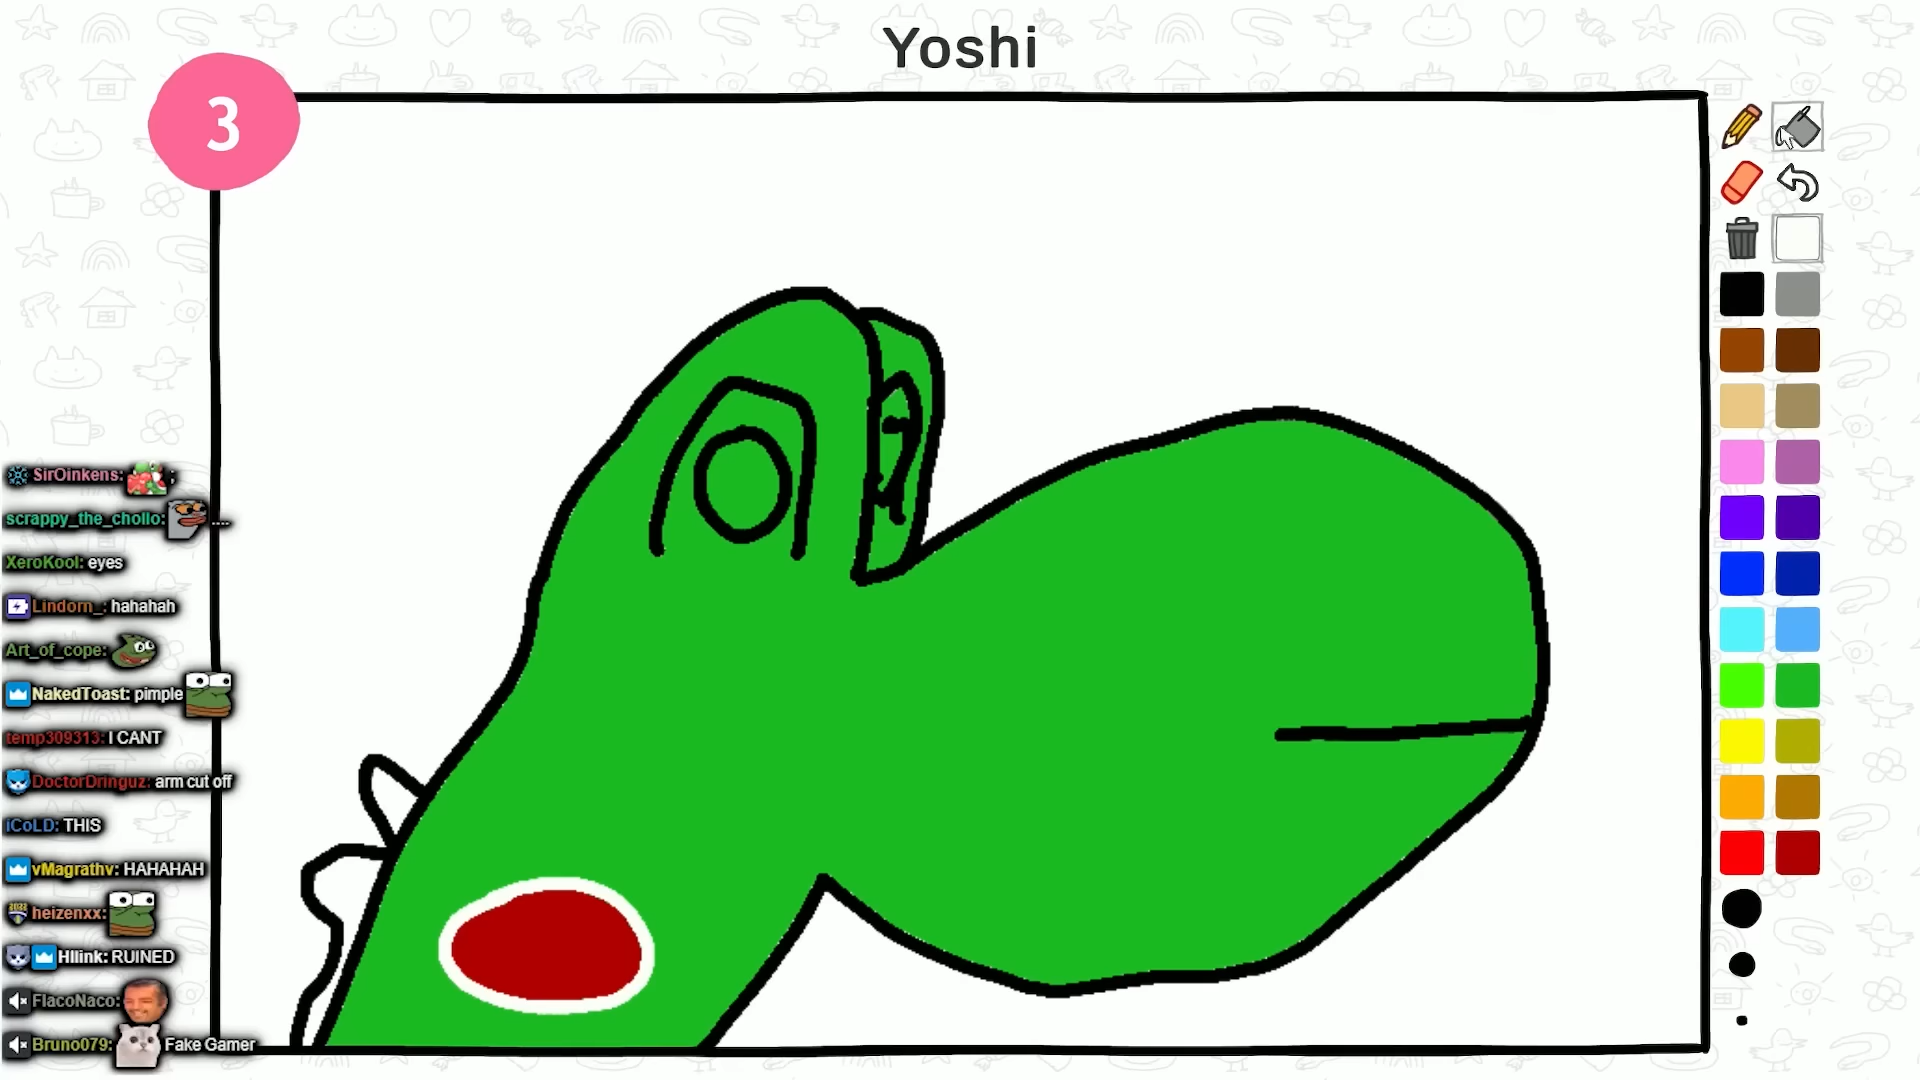 Yoshi
3
SirOinkens: ;
scrappy_the_chollo: ....
XeroKool: eyes
Lindorn_: hahahah
Art_of_cope:
NakedToast: pimple
temp309313: I CANT
DoctorDringuz: arm cut off
iCoLD: THIS
vMagrathv: HAHAHAH
heizenxx:
Hllink: RUINED
FlacoNaco:
Bruno079: Fake Gamer